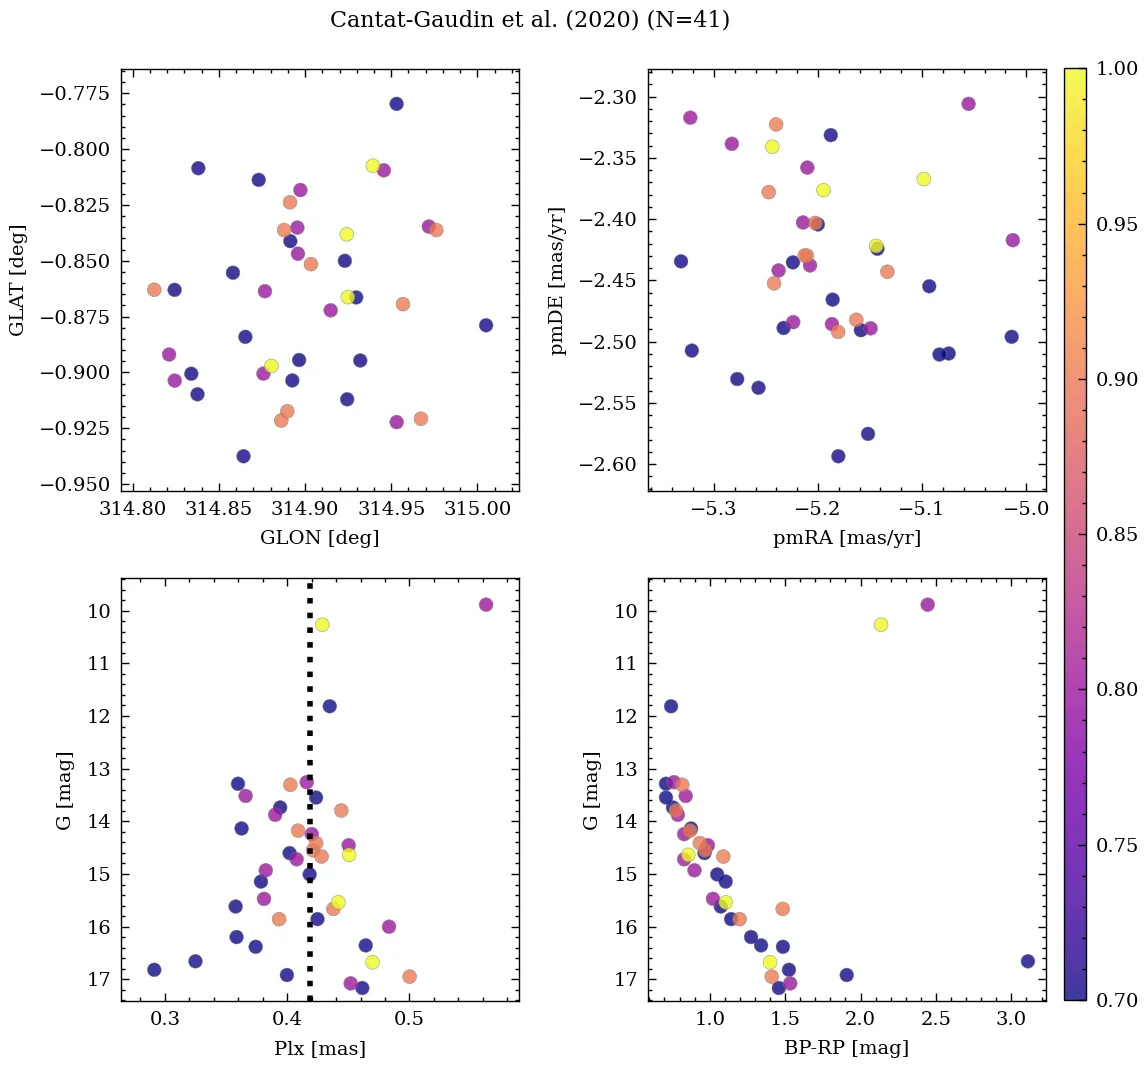 Cantat-Gaudin et al. (2020) (N=41)
−0.775
−0.800
−0.825
−0.850
−0.875
−0.900
−0.925
−0.950
GLAT [deg]
314.80 314.85 314.90 314.95 315.00
GLON [deg]
−2.30
−2.35
−2.40
−2.45
−2.50
−2.55
−2.60
pmDE [mas/yr]
−5.3 −5.2 −5.1 −5.0
pmRA [mas/yr]
10
11
12
13
14
15
16
17
G [mag]
0.3 0.4 0.5
Plx [mas]
10
11
12
13
14
15
16
17
G [mag]
1.0 1.5 2.0 2.5 3.0
BP-RP [mag]
1.00
0.95
0.90
0.85
0.80
0.75
0.70